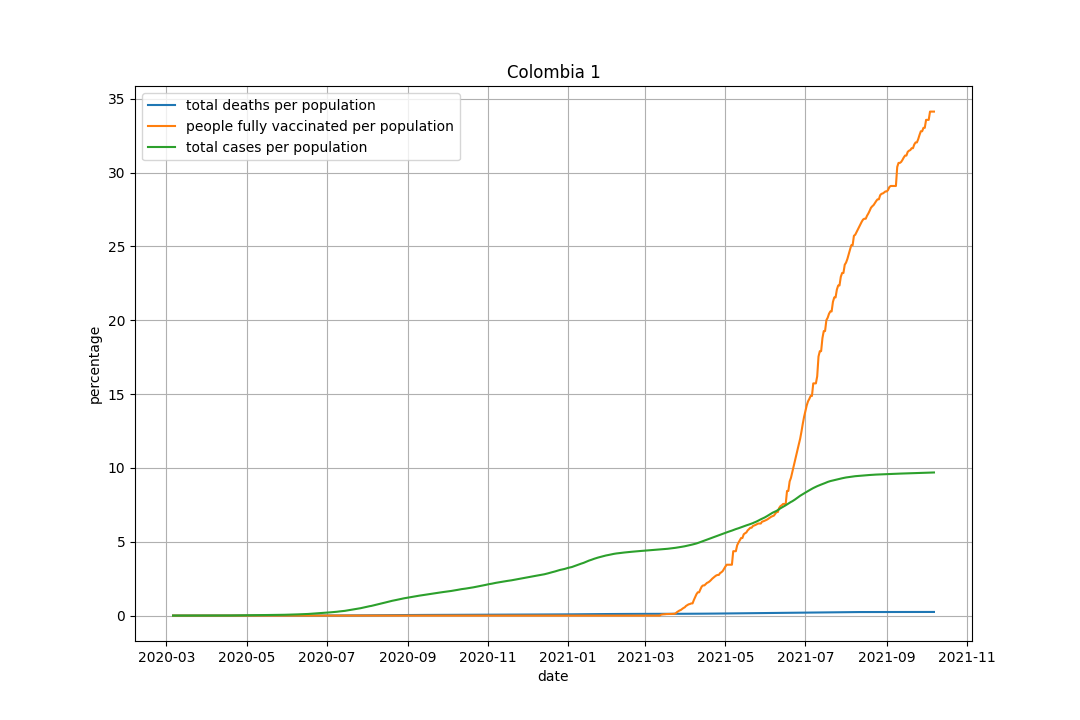 Colombia 1
total deaths per population
people fully vaccinated per population
total cases per population
35
30
25
20
15
10
5
0
percentage
2020-03 2020-05 2020-07 2020-09 2020-11 2021-01 2021-03 2021-05 2021-07 2021-09 2021-11
date